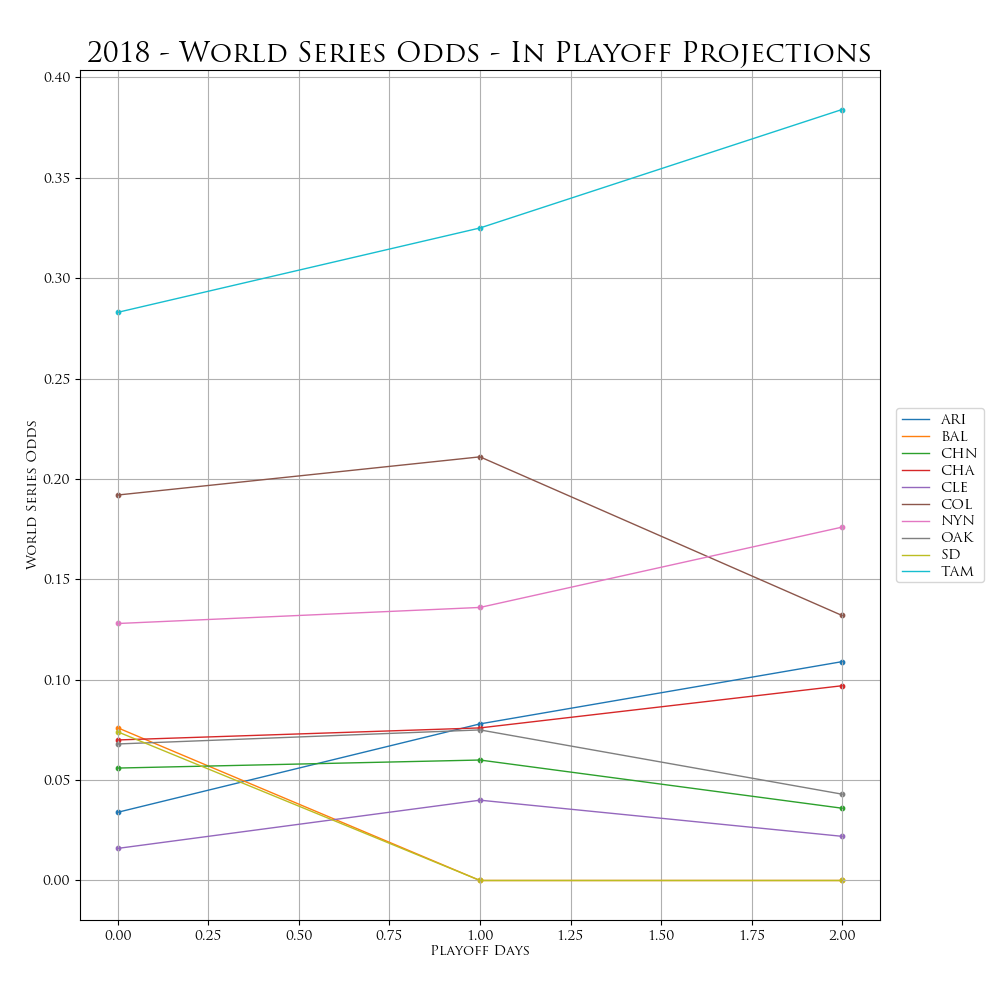 2018 - World Series Odds - In Playoff Projections
0.40
0.35
0.30
0.25
0.20
0.15
0.10
0.05
0.00
World Series Odds
0.00 0.25 0.50 0.75 1.00 1.25 1.50 1.75 2.00
Playoff Days
ARI
BAL
CHN
CHA
CLE
COL
NYN
OAK
SD
TAM